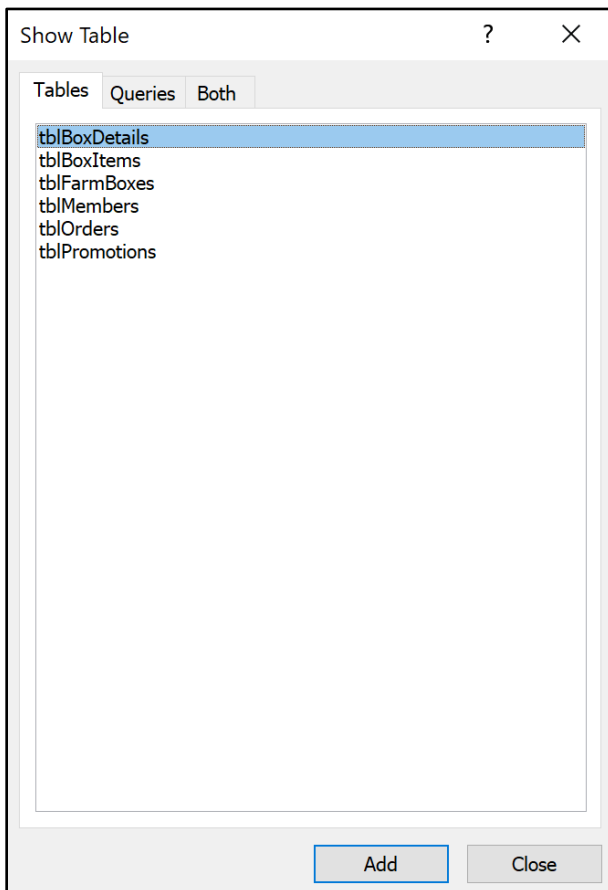 Show Table ?
Tables Queries Both
tblBoxDetails
tblBoxItems
tblFarmBoxes
tblMembers
tblOrders
tblPromotions
Add Close